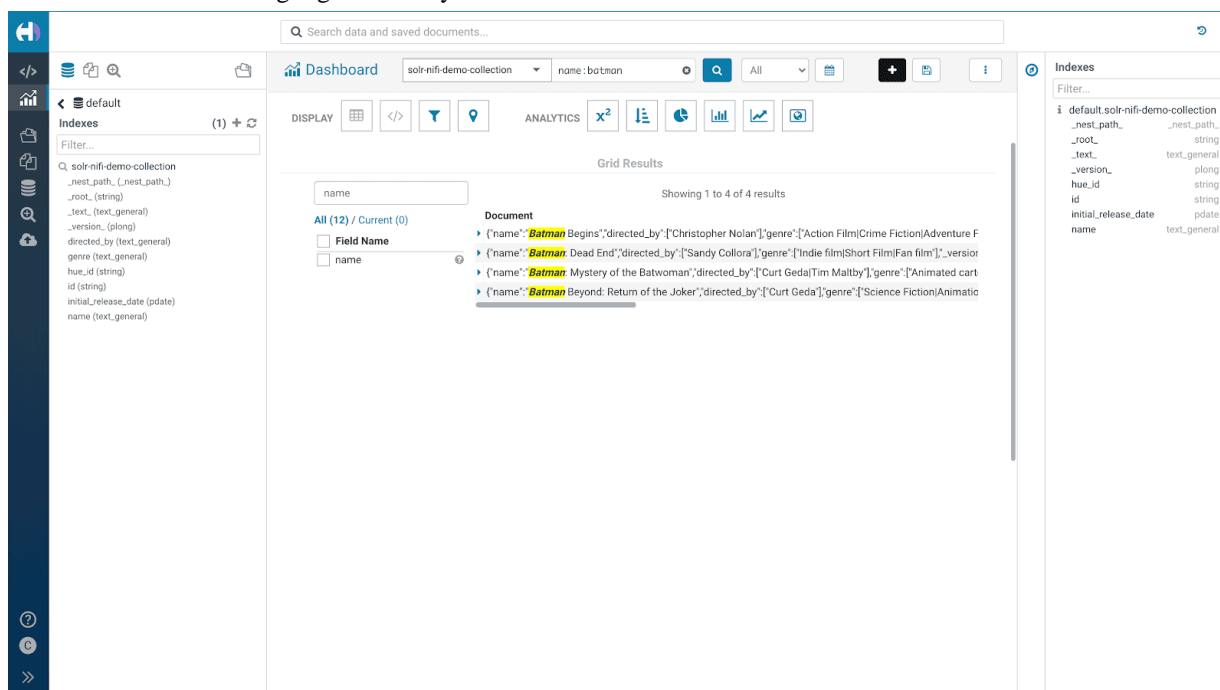 Search data and saved documents...
default
Indexes (1)
Filter...
solr-nifi-demo-collection
_nest_path_ (_nest_path_)
_root_ (string)
_text_ (text_general)
_version_ (plong)
directed_by (text_general)
genre (text_general)
hue_id (string)
id (string)
initial_release_date (pdate)
name (text_general)
Dashboard solr-nifi-demo-collection name:batman All
DISPLAY </> ANALYTICS x²
Grid Results
name
Showing 1 to 4 of 4 results
All (12) / Current (0)
Field Name
name
Document
{"name":"Batman Begins","directed_by":["Christopher Nolan"],"genre":["Action Film|Crime Fiction|Adventure F
{"name":"Batman: Dead End","directed_by":["Sandy Collora"],"genre":["Indie film|Short Film|Fan film"],"_version
{"name":"Batman: Mystery of the Batwoman","directed_by":["Curt Geda|Tim Maltby"],"genre":["Animated cart
{"name":"Batman Beyond: Return of the Joker","directed_by":["Curt Geda"],"genre":["Science Fiction|Animatio
Indexes
Filter...
default.solr-nifi-demo-collection
_nest_path_ _nest_path_
_root_ string
_text_ text_general
_version_ plong
hue_id string
id string
initial_release_date pdate
name text_general
C